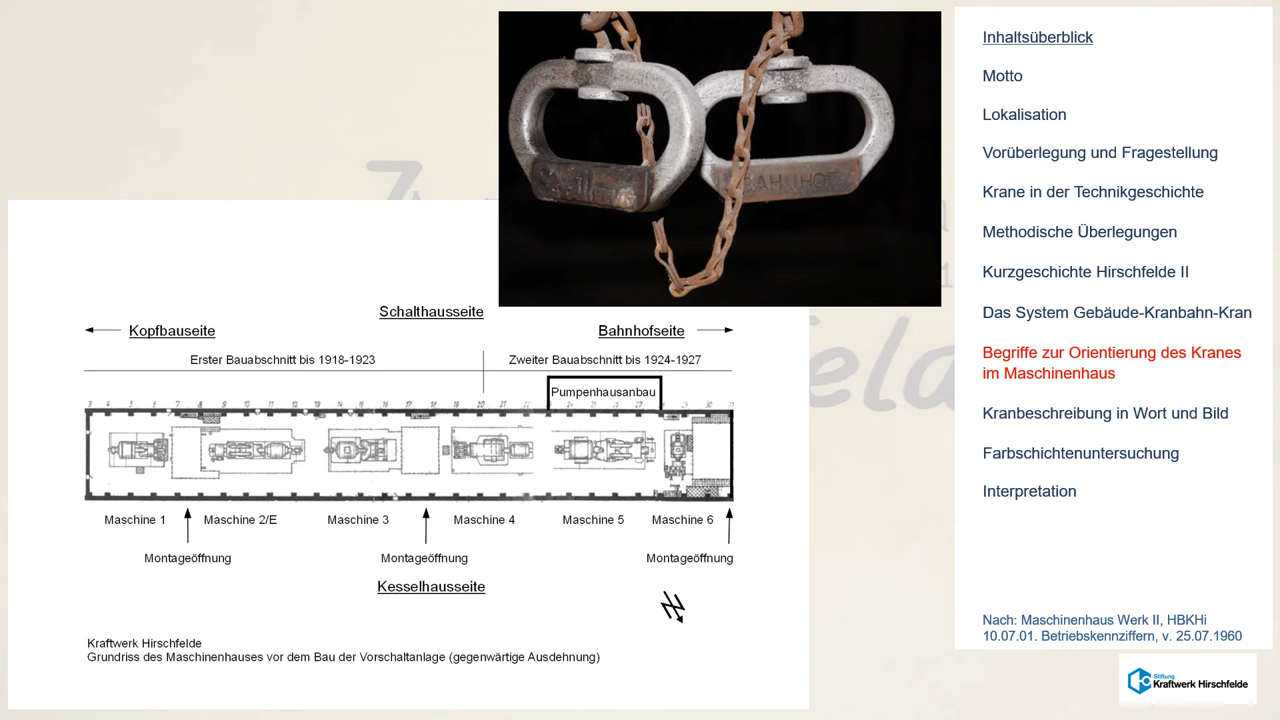 BAHNHOF
Schalthausseite
Kopfbauseite
Bahnhofseite
Erster Bauabschnitt bis 1918-1923
Zweiter Bauabschnitt bis 1924-1927
Pumpenhausanbau
Maschine 1
Maschine 2/E
Maschine 3
Maschine 4
Maschine 5
Maschine 6
Montageöffnung
Montageöffnung
Montageöffnung
Kesselhausseite
Kraftwerk Hirschfelde
Grundriss des Maschinenhauses vor dem Bau der Vorschaltanlage (gegenwärtige Ausdehnung)
Inhaltsüberblick
Motto
Lokalisation
Vorüberlegung und Fragestellung
Krane in der Technikgeschichte
Methodische Überlegungen
Kurzgeschichte Hirschfelde II
Das System Gebäude-Kranbahn-Kran
Begriffe zur Orientierung des Kranes
im Maschinenhaus
Kranbeschreibung in Wort und Bild
Farbschichtenuntersuchung
Interpretation
Nach: Maschinenhaus Werk II, HBKHi
10.07.01. Betriebskennziffern, v. 25.07.1960
Stiftung
Kraftwerk Hirschfelde